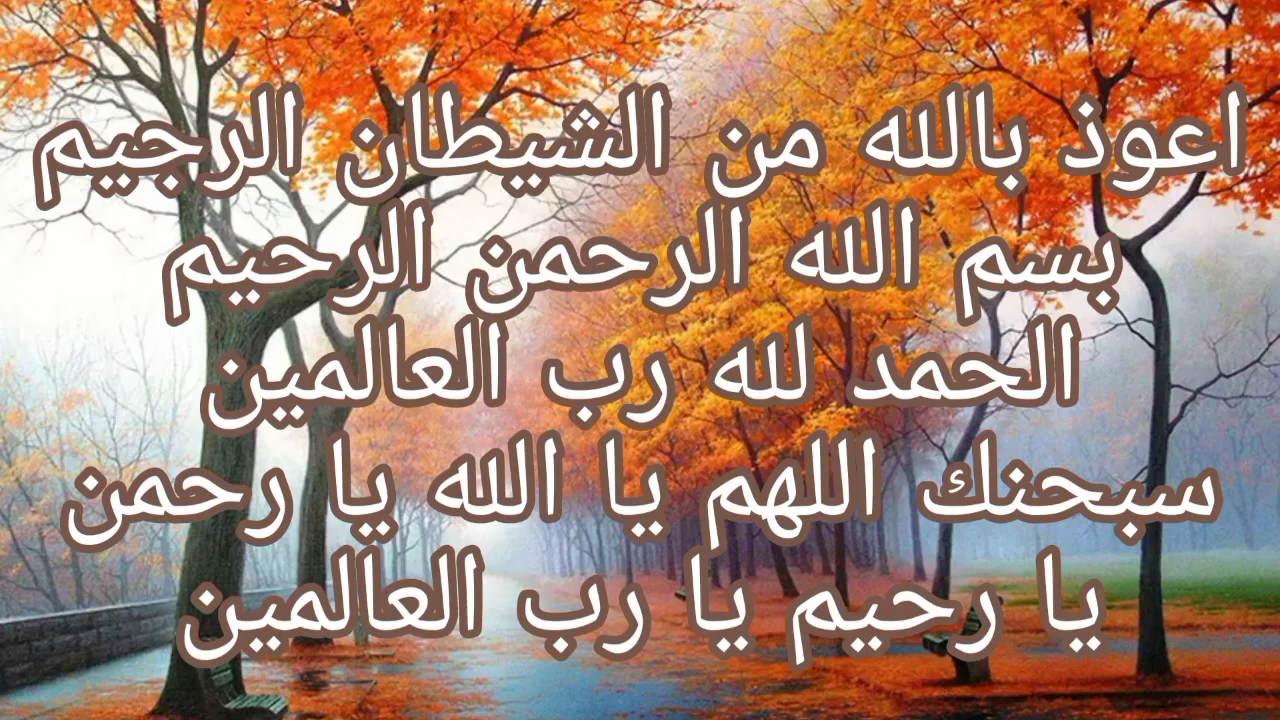 اعوذ بالله من الشيطان الرجيم
بسم الله الرحمن الرحيم
الحمد لله رب العالمين
سبحنك اللهم يا الله يا رحمن
يا رحيم يا رب العالمين